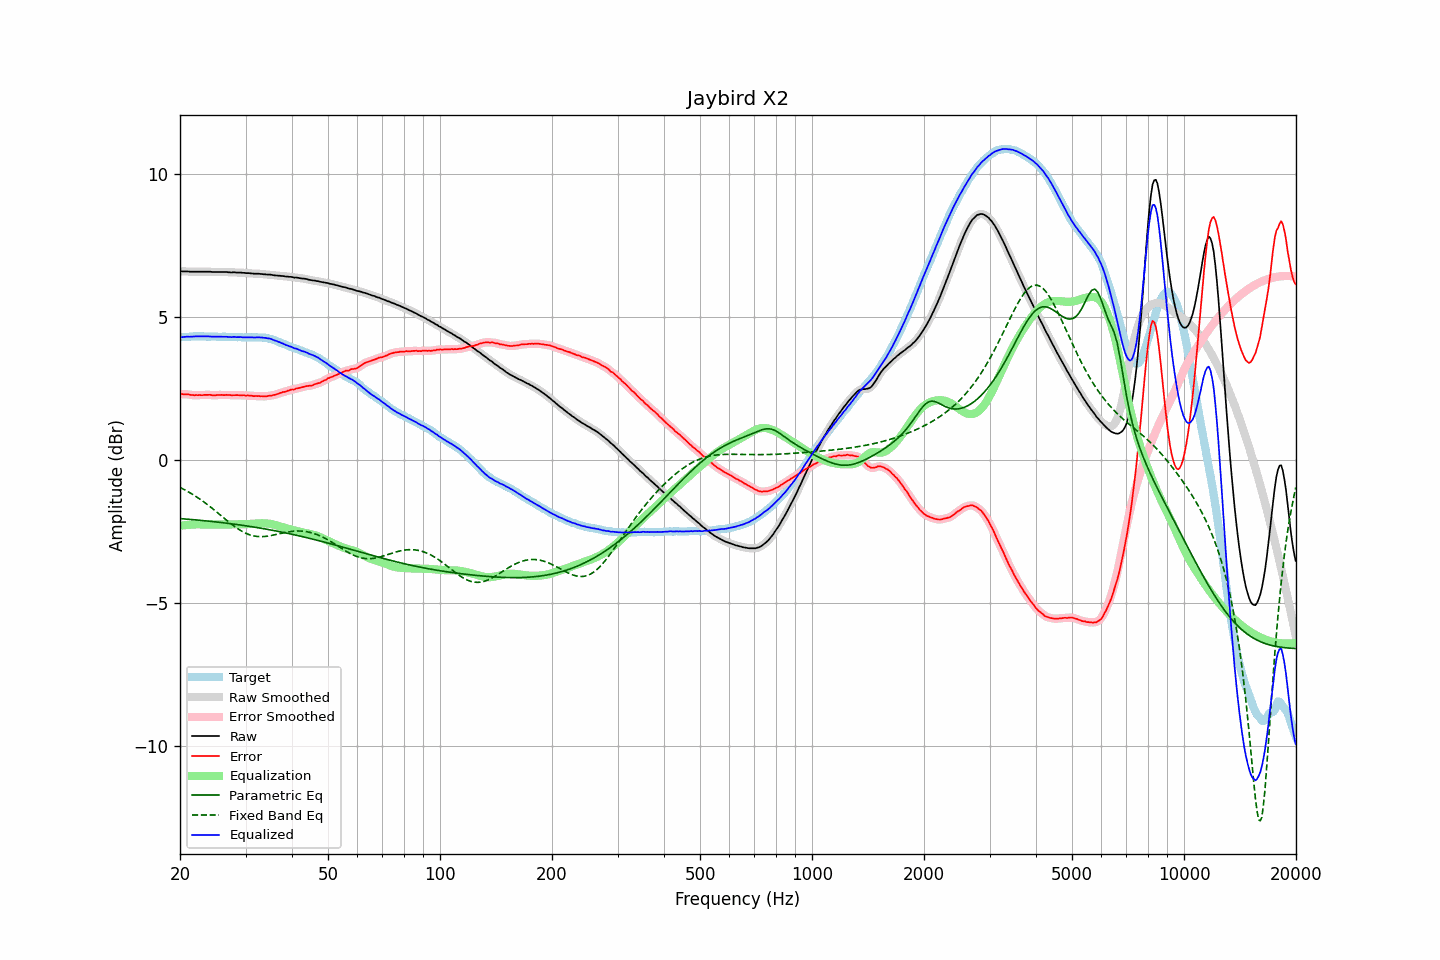 Jaybird X2
Amplitude (dBr)
10
5
0
−5
−10
Target
Raw Smoothed
Error Smoothed
Raw
Error
Equalization
Parametric Eq
Fixed Band Eq
Equalized
20 50 100 200 500 1000 2000 5000 10000 20000
Frequency (Hz)